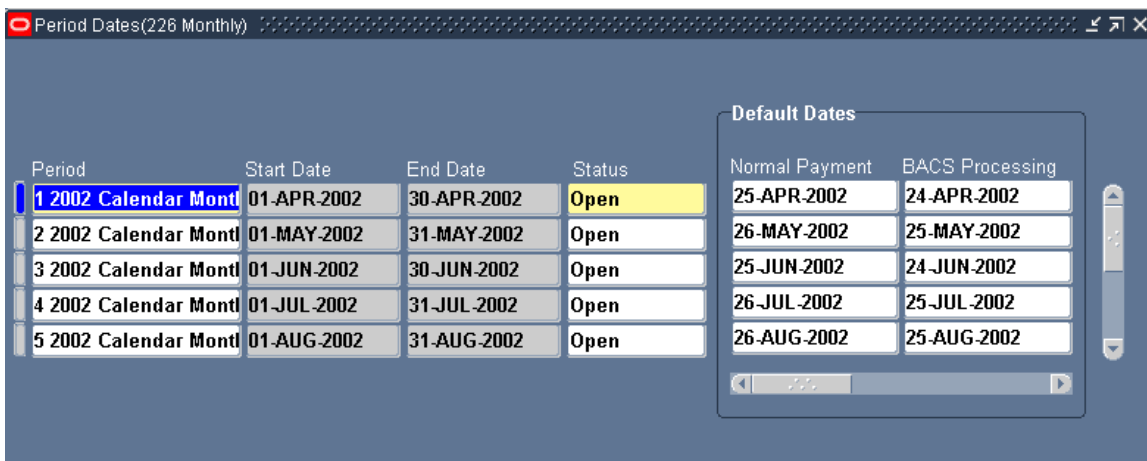 Period Dates(226 Monthly)
Default Dates
Period Start Date End Date Status Normal Payment BACS Processing
1 2002 Calendar Montl 01-APR-2002 30-APR-2002 Open 25-APR-2002 24-APR-2002
2 2002 Calendar Montl 01-MAY-2002 31-MAY-2002 Open 26-MAY-2002 25-MAY-2002
3 2002 Calendar Montl 01-JUN-2002 30-JUN-2002 Open 25-JUN-2002 24-JUN-2002
4 2002 Calendar Montl 01-JUL-2002 31-JUL-2002 Open 26-JUL-2002 25-JUL-2002
5 2002 Calendar Montl 01-AUG-2002 31-AUG-2002 Open 26-AUG-2002 25-AUG-2002